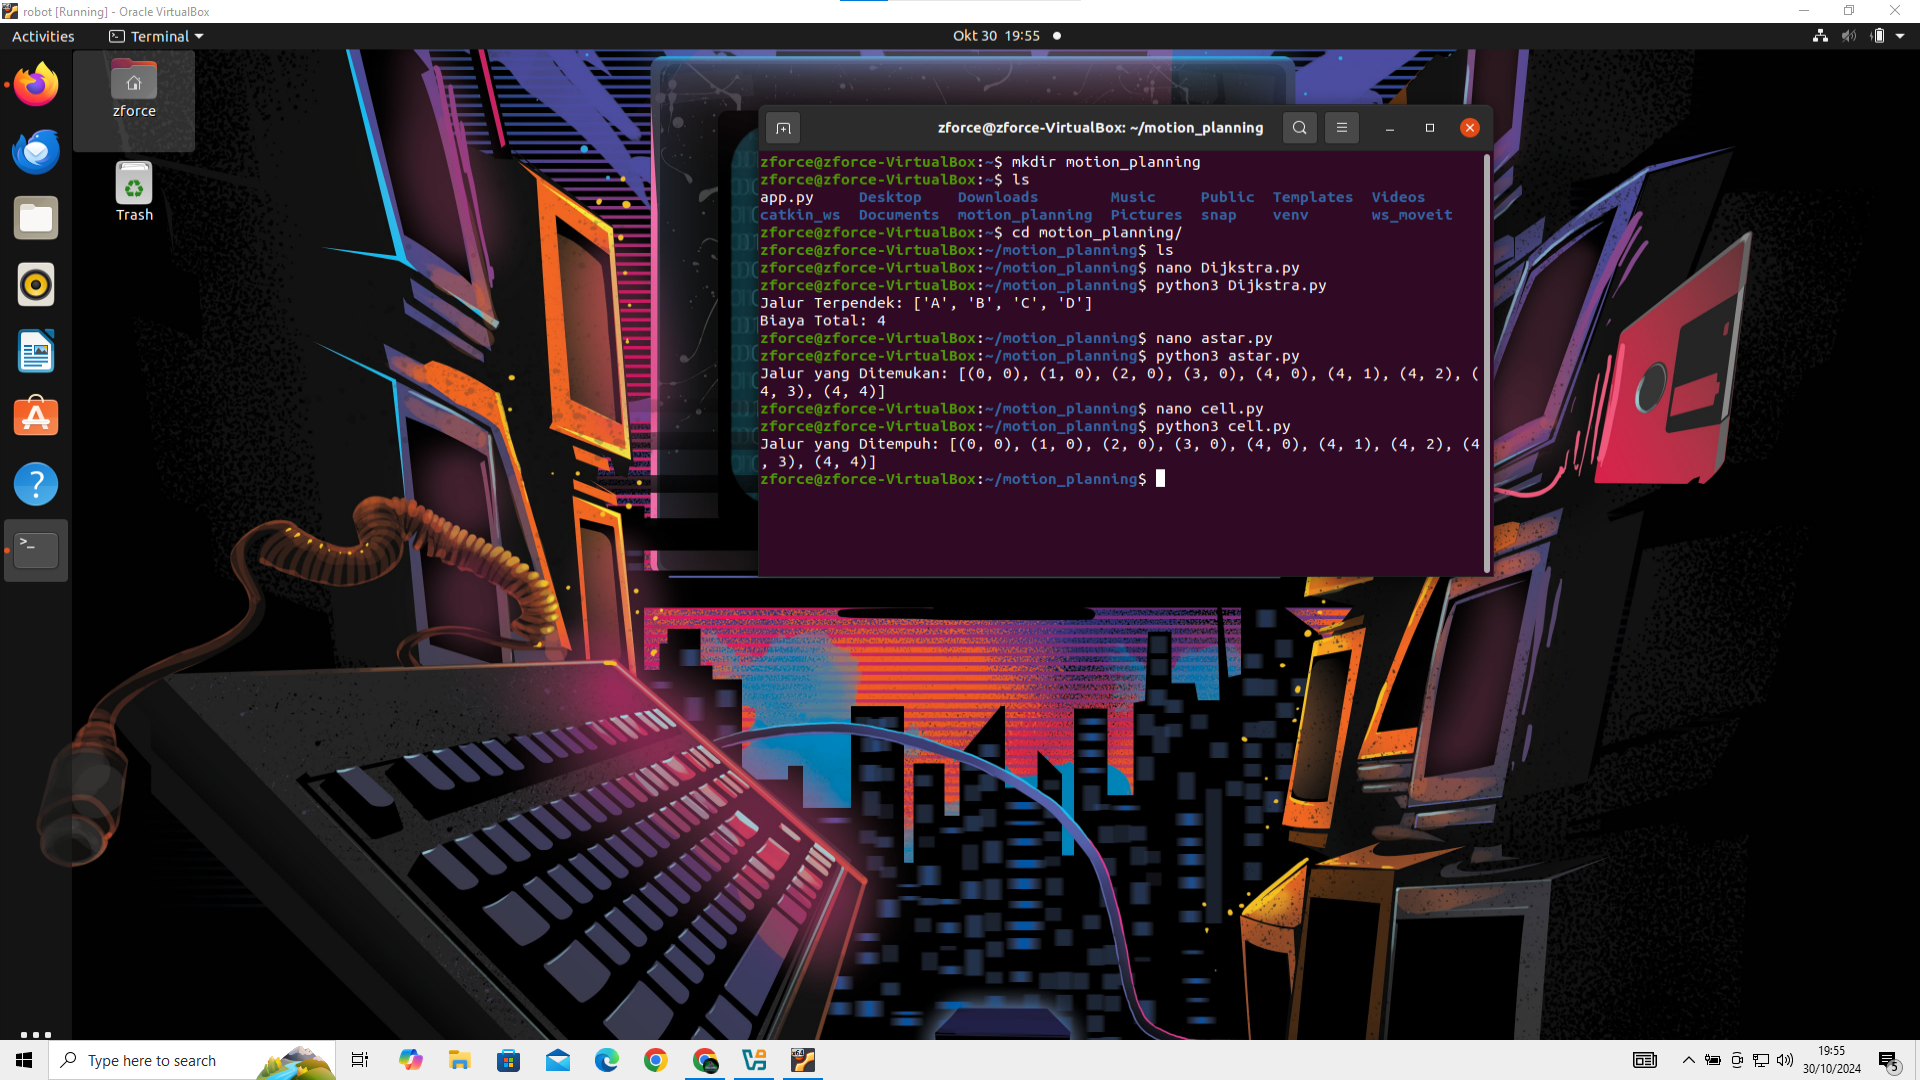 robot [Running] - Oracle VirtualBox
Activities
Terminal
Okt 30 19:55
zforce
Trash
zforce@zforce-VirtualBox: ~/motion_planning
zforce@zforce-VirtualBox:~$ mkdir motion_planning
zforce@zforce-VirtualBox:~$ ls
app.py Desktop Downloads Music Public Templates Videos
catkin_ws Documents motion_planning Pictures snap venv ws_moveit
zforce@zforce-VirtualBox:~$ cd motion_planning/
zforce@zforce-VirtualBox:~/motion_planning$ ls
zforce@zforce-VirtualBox:~/motion_planning$ nano Dijkstra.py
zforce@zforce-VirtualBox:~/motion_planning$ python3 Dijkstra.py
Jalur Terpendek: ['A', 'B', 'C', 'D']
Biaya Total: 4
zforce@zforce-VirtualBox:~/motion_planning$ nano astar.py
zforce@zforce-VirtualBox:~/motion_planning$ python3 astar.py
Jalur yang Ditemukan: [(0, 0), (1, 0), (2, 0), (3, 0), (4, 0), (4, 1), (4, 2), (
4, 3), (4, 4)]
zforce@zforce-VirtualBox:~/motion_planning$ nano cell.py
zforce@zforce-VirtualBox:~/motion_planning$ python3 cell.py
Jalur yang Ditempuh: [(0, 0), (1, 0), (2, 0), (3, 0), (4, 0), (4, 1), (4, 2), (4
, 3), (4, 4)]
zforce@zforce-VirtualBox:~/motion_planning$
Type here to search
19:55
30/10/2024
5